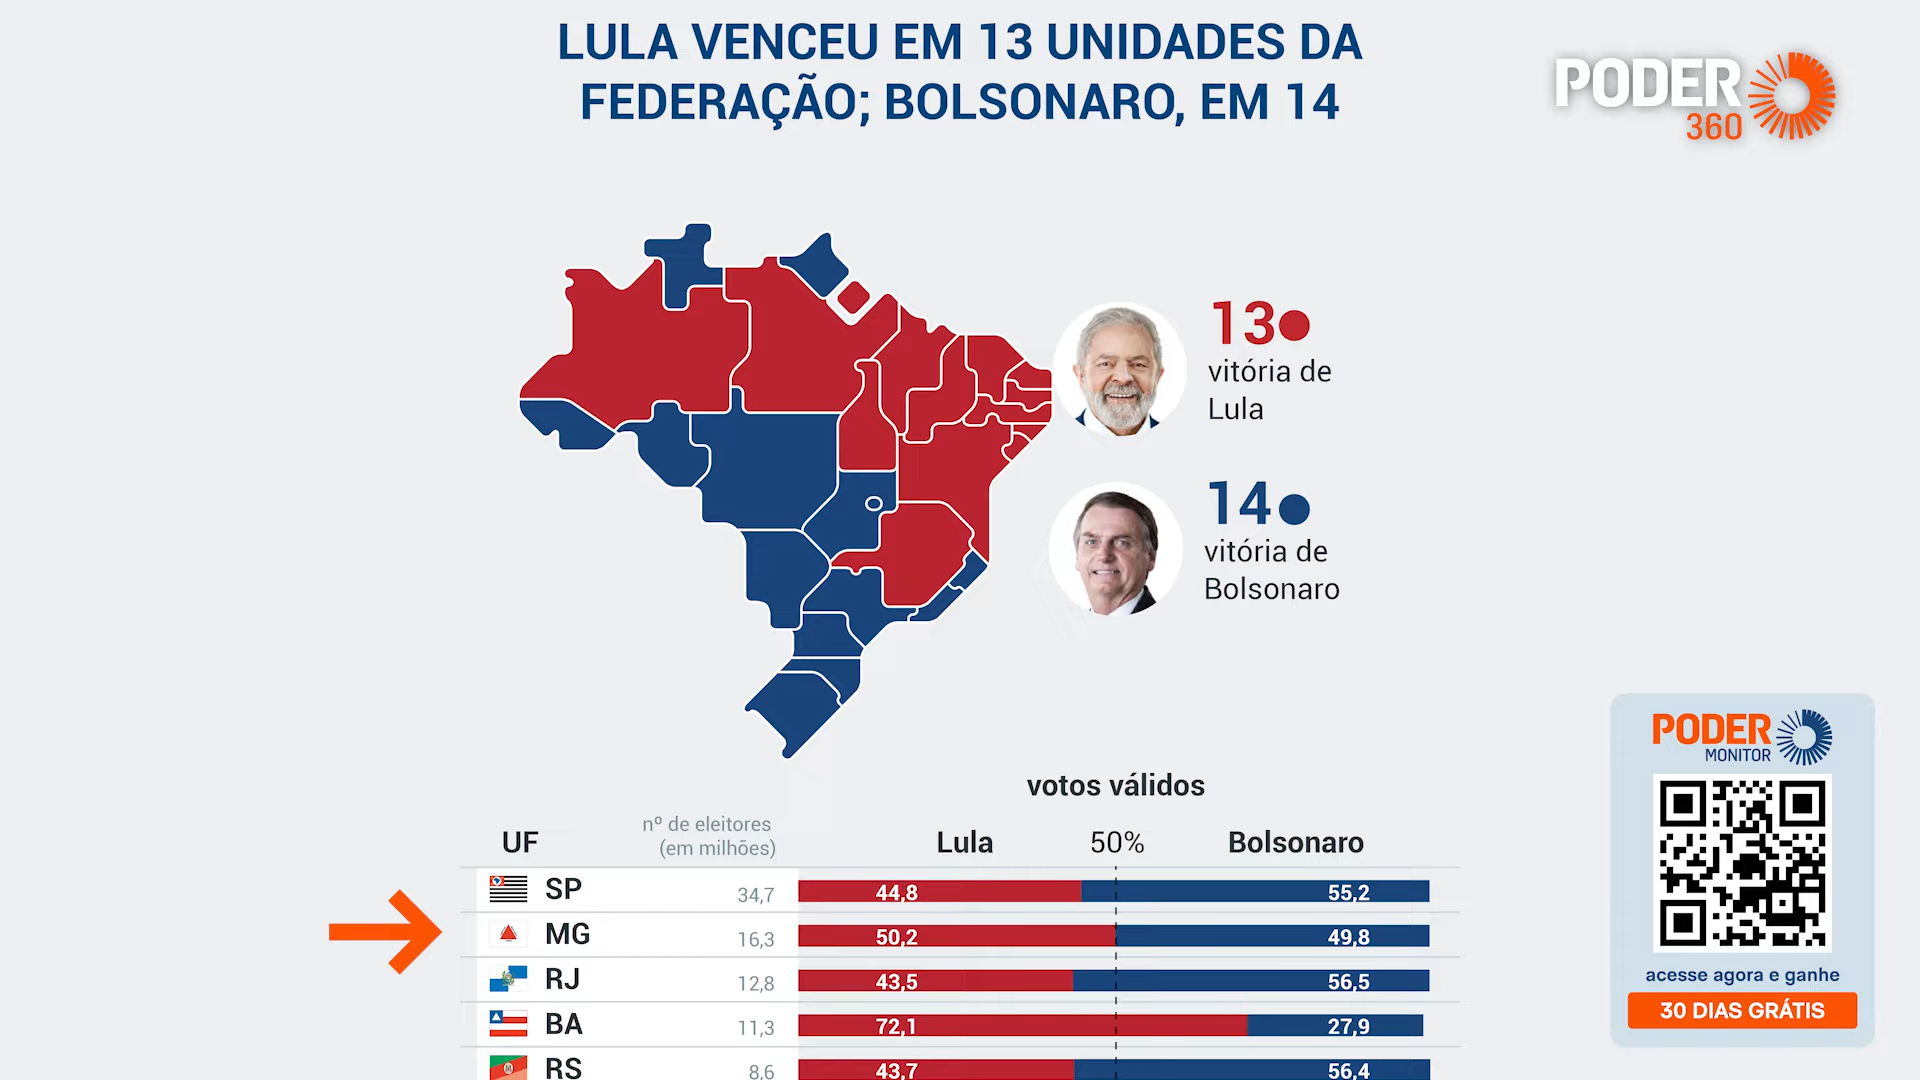 LULA VENCEU EM 13 UNIDADES DA
FEDERAÇÃO; BOLSONARO, EM 14
PODER
360
13
vitória de
Lula
14
vitória de
Bolsonaro
votos válidos
UF
nº de eleitores
(em milhões)
Lula
50%
Bolsonaro
SP 34,7 44,8 55,2
MG 16,3 50,2 49,8
RJ 12,8 43,5 56,5
BA 11,3 72,1 27,9
RS 8,6 43,7 56,4
PODER
MONITOR
acesse agora e ganhe
30 DIAS GRÁTIS